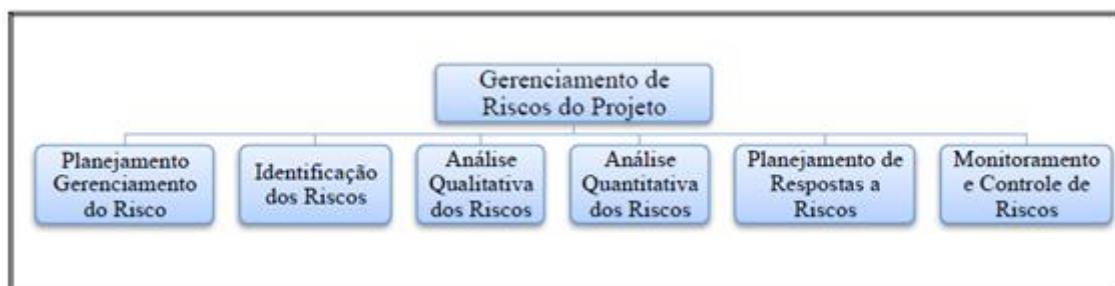 Gerenciamento de
Riscos do Projeto
Planejamento
Gerenciamento
do Risco
Identificação
dos Riscos
Análise
Qualitativa
dos Riscos
Análise
Quantitativa
dos Riscos
Planejamento de
Respostas a
Riscos
Monitoramento
e Controle de
Riscos